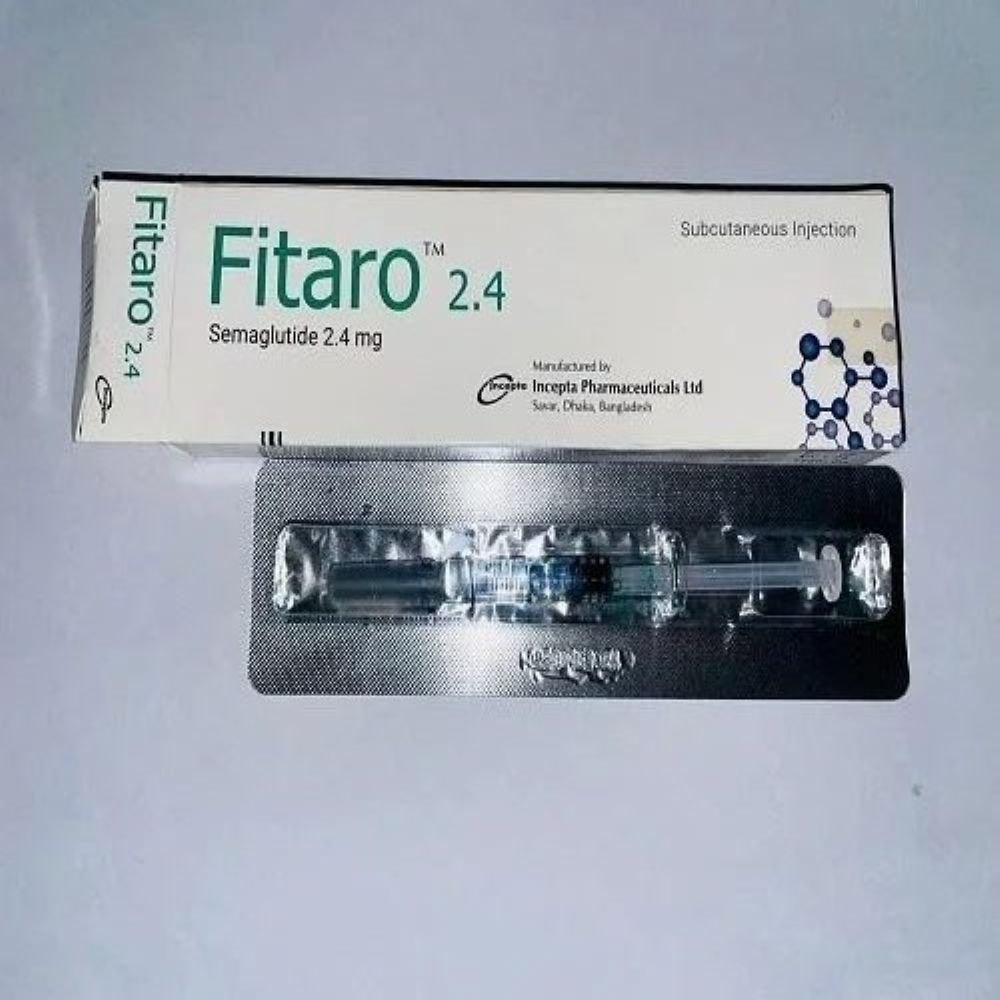 Fitaro™ 2.4
Fitaro™ 2.4
Semaglutide 2.4 mg
Subcutaneous Injection
Manufactured by
Incepta
Incepta Pharmaceuticals Ltd
Savar, Dhaka, Bangladesh